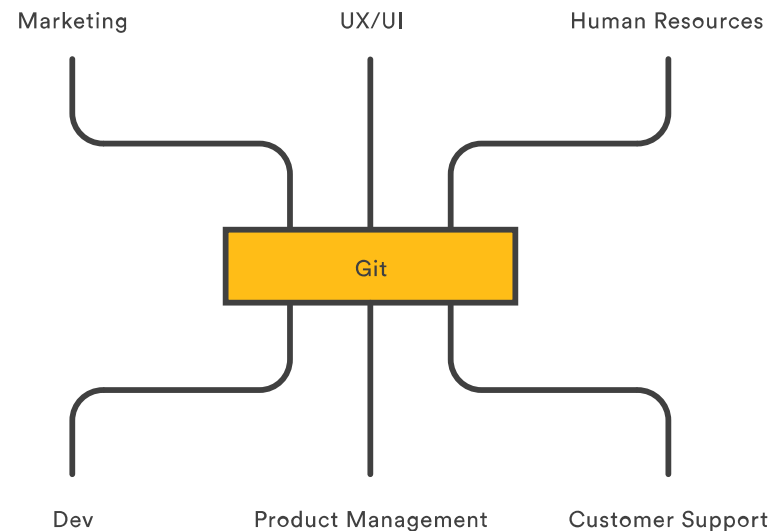 Marketing
UX/UI
Human Resources
Git
Dev
Product Management
Customer Support